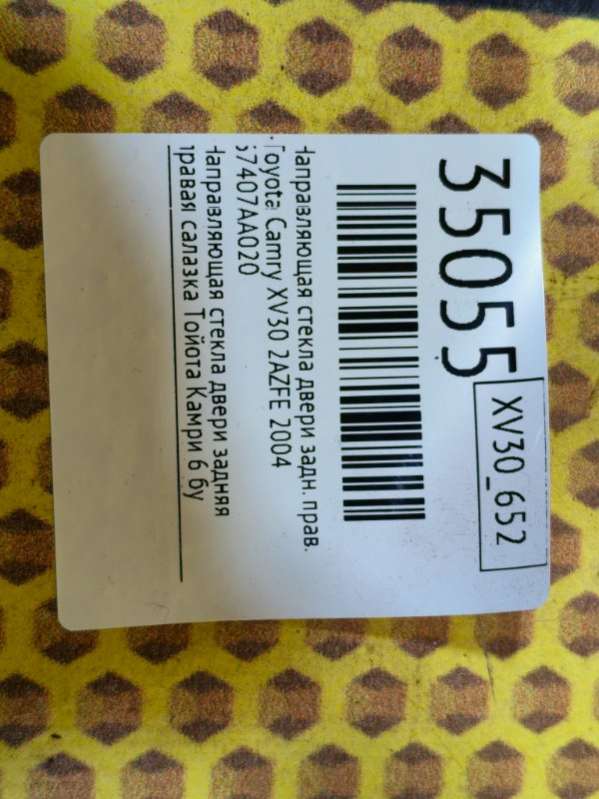 35055
XV30_652
Направляющая стекла двери задн. прав.
Toyota Camry XV30 2AZFE 2004
67407AA020
Направляющая стекла двери задняя
правая салазка Тойота Камри 6 бу